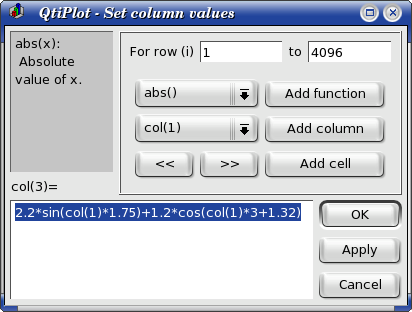 QtiPlot - Set column values
abs(x):
Absolute
value of x.
For row (i) 1 to 4096
abs() Add function
col(1) Add column
<< >> Add cell
col(3)=
2.2*sin(col(1)*1.75)+1.2*cos(col(1)*3+1.32)
OK
Apply
Cancel